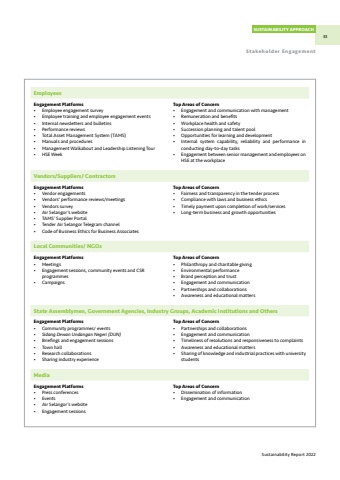 SUSTAINABILITY APPROACH
Stakeholder Engagement
Employees
Engagement Platforms
• Employee engagement survey
• Employee training and employee engagement events
• Internal newsletters and bulletins
• Performance reviews
• Total Asset Management System (TAMS)
• Manuals and procedures
• Management Walkabout and Leadership Listening Tour
• HSE Week
Top Areas of Concern
• Engagement and communication with management
• Remuneration and benefits
• Workplace health and safety
• Succession planning and talent pool
• Opportunities for learning and development
• Internal system capability, reliability and performance in
conducting day-to-day tasks
• Engagement between senior management and employees on
HSE at the workplace
Vendors/Suppliers/ Contractors
Engagement Platforms
• Vendor engagements
• Vendors' performance reviews/meetings
• Vendors survey
• Air Selangor's website
• TAMS' Supplier Portal
• Tender Air Selangor Telegram channel
• Code of Business Ethics for Business Associates
Top Areas of Concern
• Fairness and transparency in the tender process
• Compliance with laws and business ethics
• Timely payment upon completion of work/services
• Long-term business and growth opportunities
Local Communities/ NGOs
Engagement Platforms
• Meetings
• Engagement sessions, community events and CSR
programmes
• Campaigns
Top Areas of Concern
• Philanthropy and charitable giving
• Environmental performance
• Brand perception and trust
• Engagement and communication
• Partnerships and collaborations
• Awareness and educational matters
State Assemblymen, Government Agencies, Industry Groups, Academic Institutions and Others
Engagement Platforms
• Community programmes/ events
• Sidang Dewan Undangan Negeri (DUN)
• Briefings and engagement sessions
• Town hall
• Research collaborations
• Sharing industry experience
Top Areas of Concern
• Partnerships and collaborations
• Engagement and communication
• Timeliness of resolutions and responsiveness to complaints
• Awareness and educational matters
• Sharing of knowledge and industrial practices with university
students
Media
Engagement Platforms
• Press conferences
• Events
• Air Selangor's website
• Engagement sessions
Top Areas of Concern
• Dissemination of information
• Engagement and communication
Sustainability Report 2022